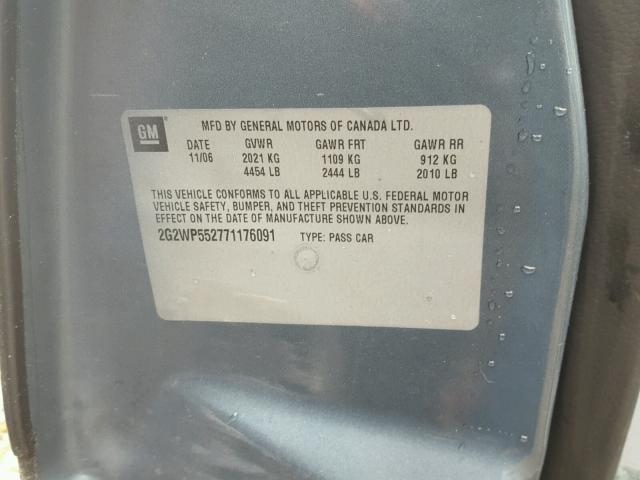 GM
MFD BY GENERAL MOTORS OF CANADA LTD.
DATE GVWR GAWR FRT GAWR RR
11/06 2021 KG 1109 KG 912 KG
4454 LB 2444 LB 2010 LB
THIS VEHICLE CONFORMS TO ALL APPLICABLE U.S. FEDERAL MOTOR
VEHICLE SAFETY, BUMPER, AND THEFT PREVENTION STANDARDS IN
EFFECT ON THE DATE OF MANUFACTURE SHOWN ABOVE.
2G2WP552771176091 TYPE: PASS CAR